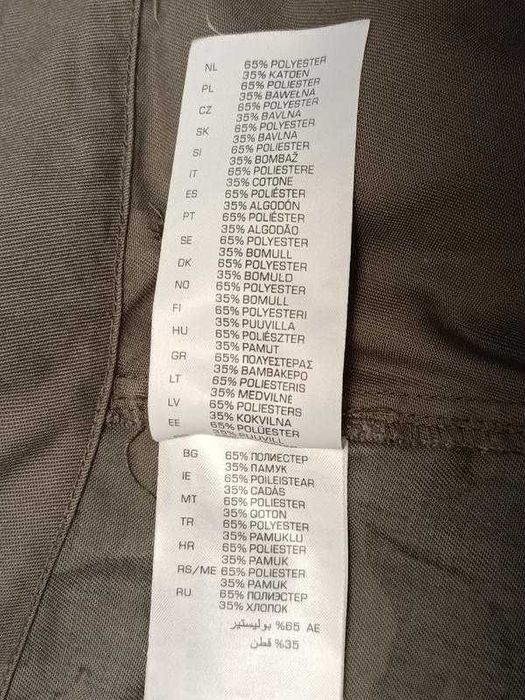 NL 65% POLYESTER
35% KATOEN
PL 65% POLIESTER
35% BAWEŁNA
CZ 65% POLYESTER
35% BAVLNA
SK 65% POLYESTER
35% BAVLNA
SI 65% POLIESTER
35% BOMBAŽ
IT 65% POLIESTERE
35% COTONE
ES 65% POLIÉSTER
35% ALGODÓN
PT 65% POLIÉSTER
35% ALGODÃO
SE 65% POLYESTER
35% BOMULL
DK 65% POLYESTER
35% BOMULD
NO 65% POLYESTER
35% BOMULL
FI 65% POLYESTERI
35% PUUVILLA
HU 65% POLIÉSZTER
35% PAMUT
GR 65% ΠΟΛΥΕΣΤΕΡΑΣ
35% ΒΑΜΒΑΚΕΡΟ
LT 65% POLIESTERIS
35% MEDVILNĖ
LV 65% POLIESTERS
35% KOKVILNA
EE 65% POLÜESTER
35% PUUVILL
BG 65% ПОЛИЕСТЕР
35% ПАМУК
IE 65% POILEISTEAR
35% CADÁS
MT 65% POLIESTER
35% QOTON
TR 65% POLYESTER
35% PAMUKLU
HR 65% POLIESTER
35% PAMUK
RS/ME 65% POLIESTER
35% PAMUK
RU 65% ПОЛИЭСТЕР
35% ХЛОПОК
AE 65% بوليستير
35% قطن